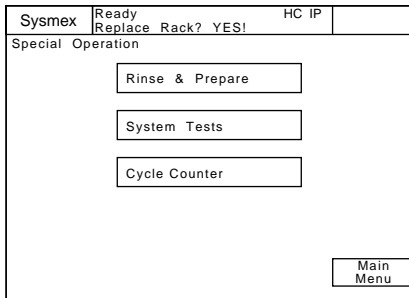 Sysmex
Ready HC IP
Replace Rack? YES!
Special Operation
Rinse & Prepare
System Tests
Cycle Counter
Main
Menu